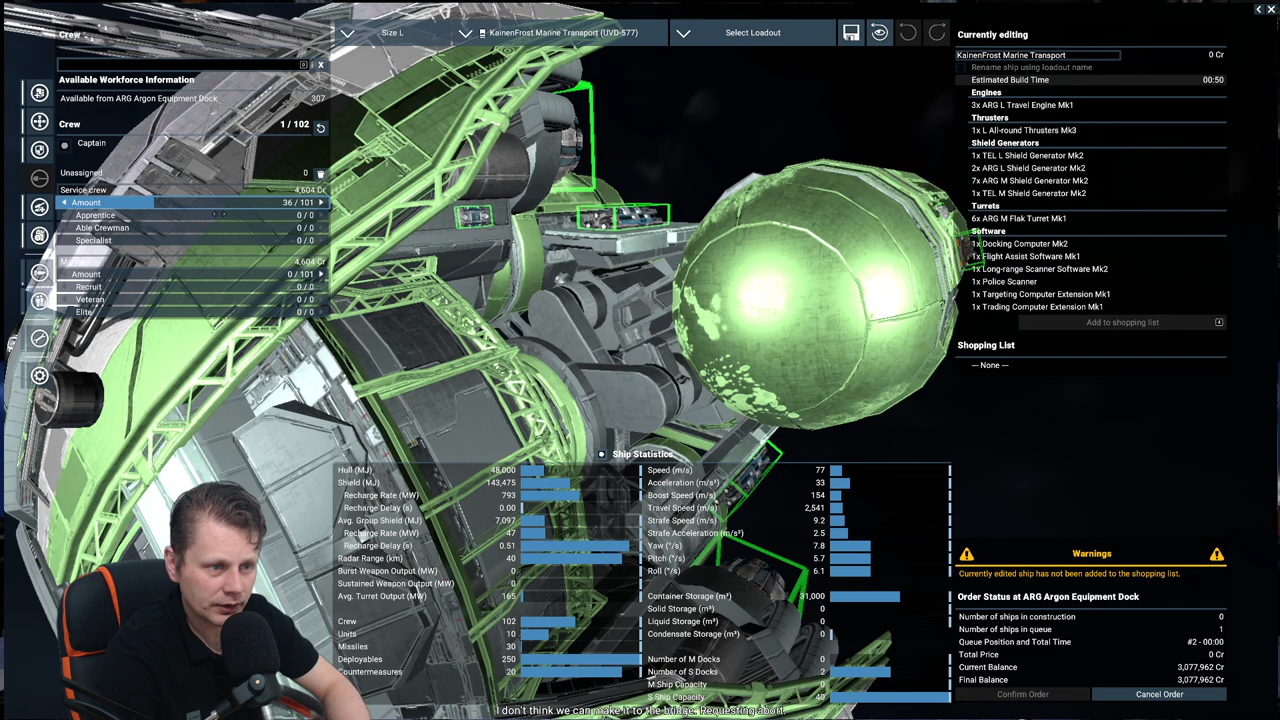 Crew
Size L
KainenFrost Marine Transport (UVD-577)
Select Loadout
Available Workforce Information
Available from ARG Argon Equipment Dock 307
Crew 1 / 102
Captain
Unassigned 0
Service crew 4,604 Cr
Amount 36 / 101
Apprentice 0 / 0
Able Crewman 0 / 0
Specialist 0 / 0
4,604 Cr
Amount 0 / 101
Recruit 0 / 0
Veteran 0 / 0
Elite 0 / 0
Currently editing
KainenFrost Marine Transport 0 Cr
Rename ship using loadout name
Estimated Build Time 00:50
Engines
3x ARG L Travel Engine Mk1
Thrusters
1x L All-round Thrusters Mk3
Shield Generators
1x TEL L Shield Generator Mk2
2x ARG L Shield Generator Mk2
7x ARG M Shield Generator Mk2
1x TEL M Shield Generator Mk2
Turrets
6x ARG M Flak Turret Mk1
Software
1x Docking Computer Mk2
1x Flight Assist Software Mk1
1x Long-range Scanner Software Mk2
1x Police Scanner
1x Targeting Computer Extension Mk1
1x Trading Computer Extension Mk1
Add to shopping list
Shopping List
— None —
Ship Statistics
Hull (MJ) 48,000
Shield (MJ) 143,475
Recharge Rate (MW) 793
Recharge Delay (s) 0.00
Avg. Group Shield (MJ) 7,097
Recharge Rate (MW) 47
Recharge Delay (s) 0.51
Radar Range (km) 40
Burst Weapon Output (MW) 0
Sustained Weapon Output (MW) 0
Avg. Turret Output (MW) 165
Crew 102
Units 10
Missiles 30
Deployables 250
Countermeasures 20
Speed (m/s) 77
Acceleration (m/s²) 33
Boost Speed (m/s) 154
Travel Speed (m/s) 2,541
Strafe Speed (m/s) 9.2
Strafe Acceleration (m/s²) 2.5
Yaw (°/s) 7.8
Pitch (°/s) 5.7
Roll (°/s) 6.1
Container Storage (m³) 31,000
Solid Storage (m³) 0
Liquid Storage (m³) 0
Condensate Storage (m³) 0
Number of M Docks 0
Number of S Docks 2
M Ship Capacity 0
S Ship Capacity 40
I don't think we can make it to the bridge. Requesting abort.
Warnings
Currently edited ship has not been added to the shopping list.
Order Status at ARG Argon Equipment Dock
Number of ships in construction 0
Number of ships in queue 1
Queue Position and Total Time #2 - 00:00
Total Price 0 Cr
Current Balance 3,077,962 Cr
Final Balance 3,077,962 Cr
Confirm Order
Cancel Order